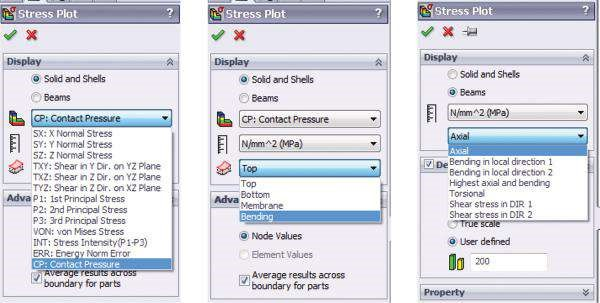 Stress Plot ?
Display
Solid and Shells
Beams
CP: Contact Pressure
SX: X Normal Stress
SY: Y Normal Stress
SZ: Z Normal Stress
TXY: Shear in Y Dir. on YZ Plane
TXZ: Shear in Z Dir. on YZ Plane
TYZ: Shear in Z Dir. on XZ Plane
P1: 1st Principal Stress
P2: 2nd Principal Stress
P3: 3rd Principal Stress
VON: von Mises Stress
INT: Stress Intensity(P1-P3)
ERR: Energy Norm Error
CP: Contact Pressure
Adva
Average results across
boundary for parts
Stress Plot ?
Display
Solid and Shells
Beams
CP: Contact Pressure
N/mm^2 (MPa)
Top
Top
Bottom
Membrane
Bending
Adva
Node Values
Element Values
Average results across
boundary for parts
Stress Plot ?
Display
Solid and Shells
Beams
N/mm^2 (MPa)
Axial
Axial
Bending in local direction 1
Bending in local direction 2
Highest axial and bending
Torsional
Shear stress in DIR 1
Shear stress in DIR 2
De
True scale
User defined
200
Property